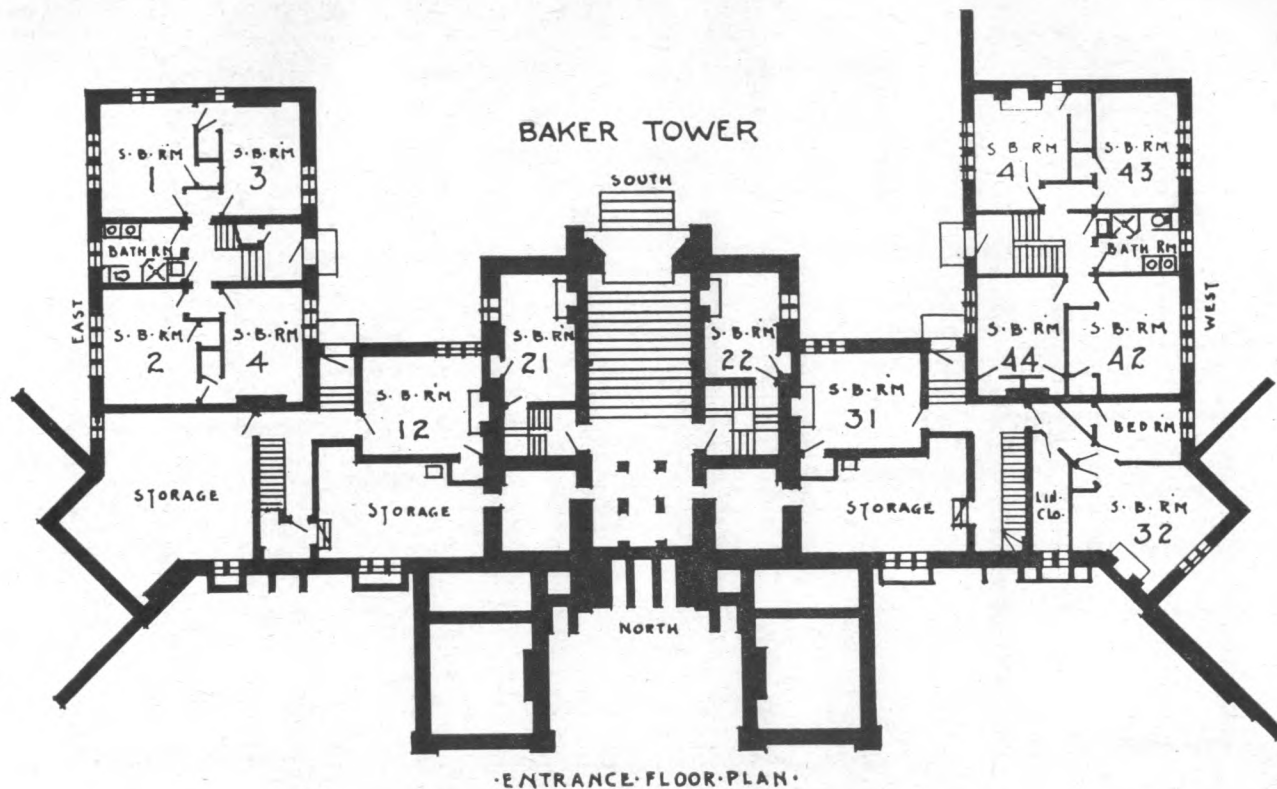 BAKER TOWER
SOUTH
S. B. RM
1
S. B. RM
3
BATH RM
EAST
S. B. RM
2
S. B. RM
4
S. B. RM
12
STORAGE
STORAGE
S. B. RM
21
S. B. RM
22
S. B. RM
31
STORAGE
S B RM
41
S. B. RM
43
BATH RM
WEST
S. B. RM
44
S. B. RM
42
BED RM
LIN.
CLO.
S. B. RM
32
NORTH
·ENTRANCE·FLOOR·PLAN·